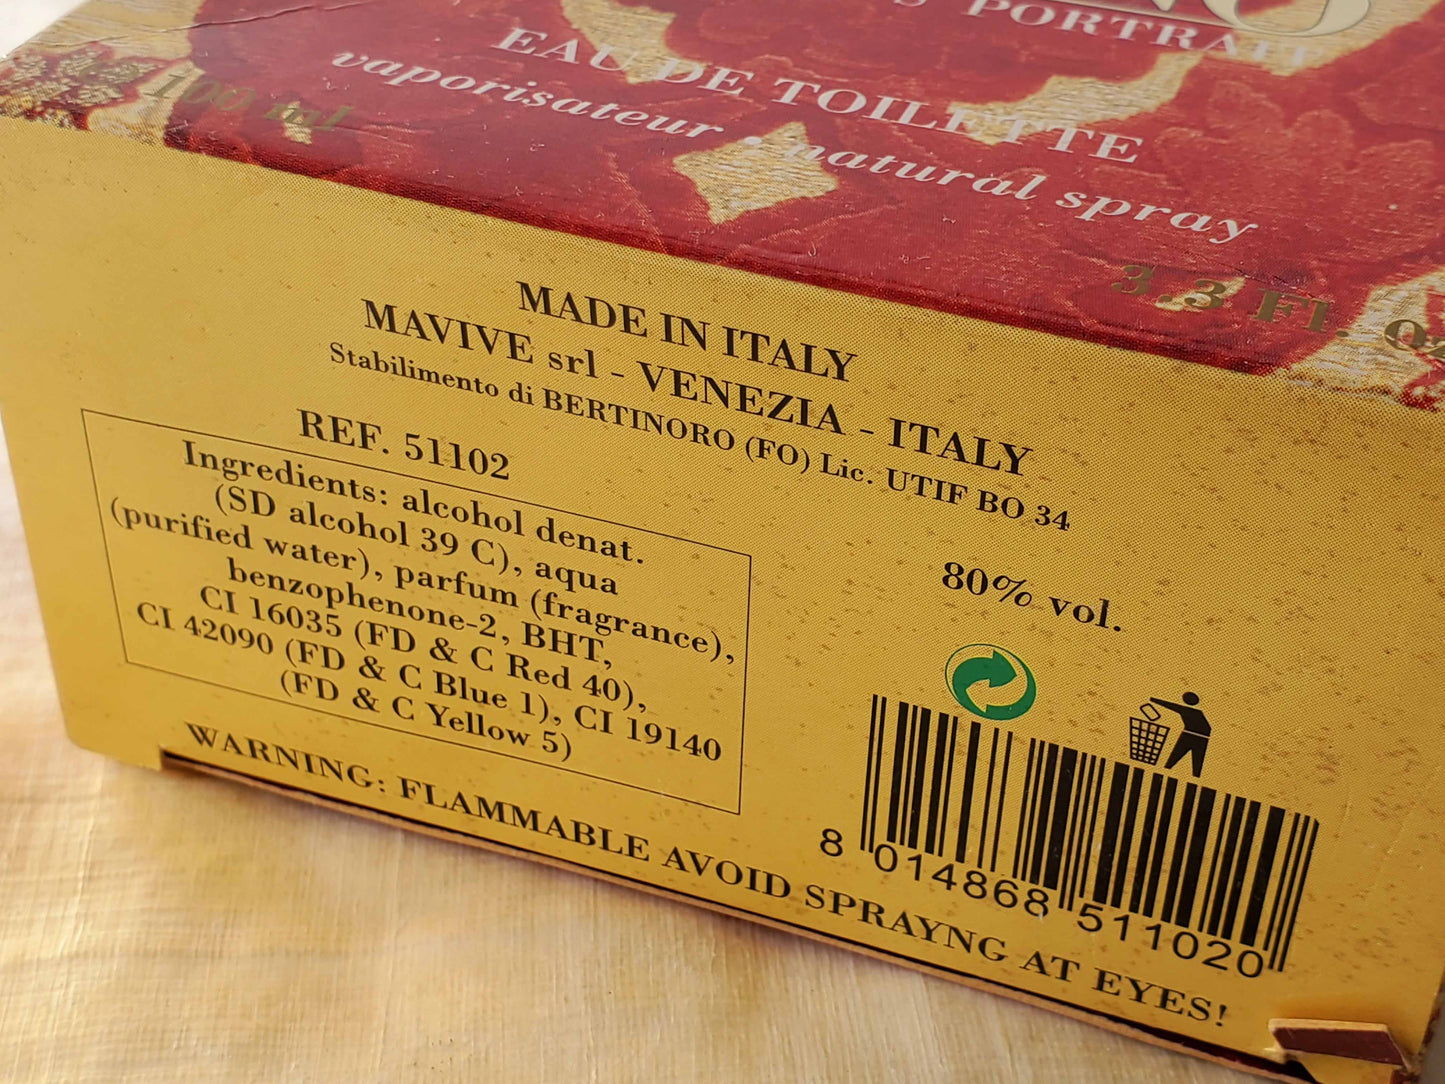 PORTRAIT
EAU DE TOILETTE
vaporisateur . natural spray
100 ml
3.3 Fl. oz
MADE IN ITALY
MAVIVE srl - VENEZIA - ITALY
Stabilimento di BERTINORO (FO) Lic. UTIF BO 34
REF. 51102
Ingredients: alcohol denat.
(SD alcohol 39 C), aqua
(purified water), parfum (fragrance),
benzophenone-2, BHT,
CI 16035 (FD & C Red 40),
CI 42090 (FD & C Blue 1), CI 19140
(FD & C Yellow 5)
80% vol.
8 014868 511020
WARNING: FLAMMABLE AVOID SPRAYNG AT EYES!